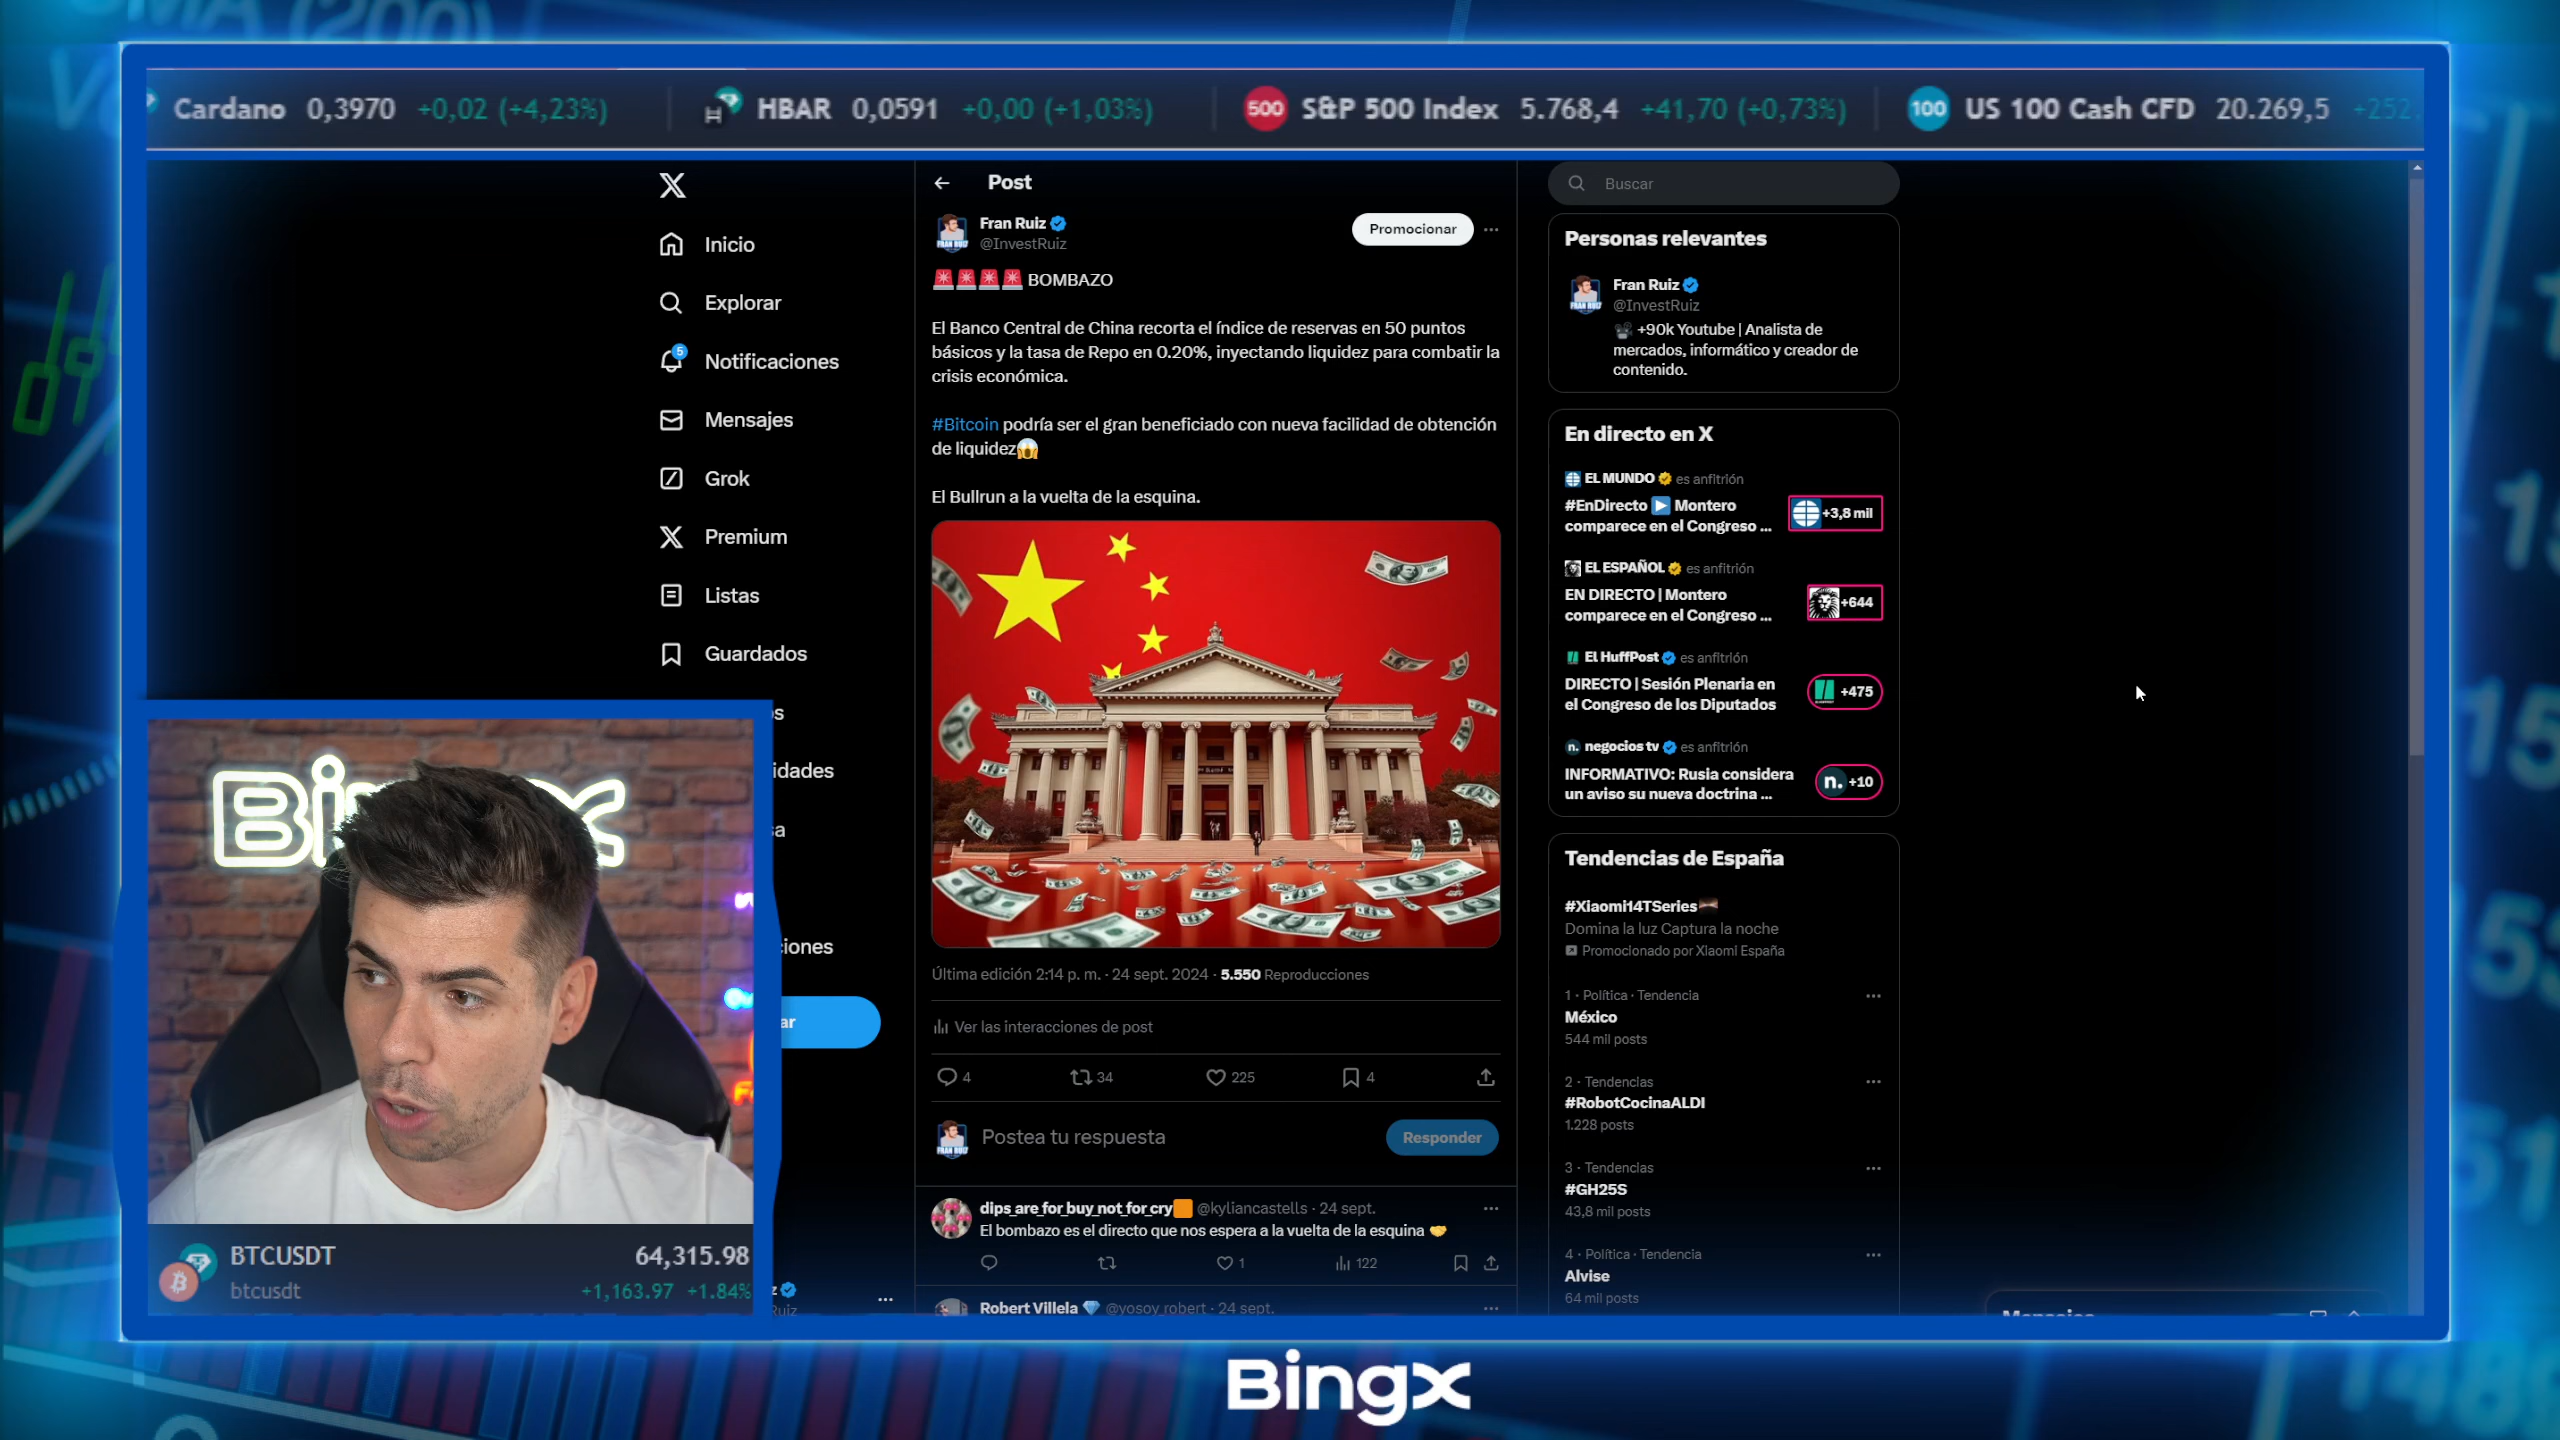 Cardano 0,3970 +0,02 (+4,23%)
HBAR 0,0591 +0,00 (+1,03%)
500 S&P 500 Index 5.768,4 +41,70 (+0,73%)
100 US 100 Cash CFD 20.269,5 +252.
Inicio
Explorar
5
Notificaciones
Mensajes
Grok
Premium
Listas
Guardados
Post
Fran Ruiz
@InvestRuiz
Promocionar
BOMBAZO
El Banco Central de China recorta el índice de reservas en 50 puntos
básicos y la tasa de Repo en 0.20%, inyectando liquidez para combatir la
crisis económica.
#Bitcoin podría ser el gran beneficiado con nueva facilidad de obtención
de liquidez
El Bullrun a la vuelta de la esquina.
Última edición 2:14 p. m. · 24 sept. 2024 · 5.550 Reproducciones
Ver las interacciones de post
4
34
225
4
Postea tu respuesta
Responder
dips_are_for_buy_not_for_cry @kyliancastells · 24 sept.
El bombazo es el directo que nos espera a la vuelta de la esquina
1
122
Robert Villela @yosoy_robert · 24 sept.
Buscar
Personas relevantes
Fran Ruiz
@InvestRuiz
+90k Youtube | Analista de
mercados, informático y creador de
contenido.
En directo en X
EL MUNDO es anfitrión
#EnDirecto Montero
comparece en el Congreso ...
+3,8 mil
EL ESPAÑOL es anfitrión
EN DIRECTO | Montero
comparece en el Congreso ...
+644
El HuffPost es anfitrión
DIRECTO | Sesión Plenaria en
el Congreso de los Diputados
+475
negocios tv es anfitrión
INFORMATIVO: Rusia considera
un aviso su nueva doctrina ...
n. +10
Tendencias de España
#Xiaomi14TSeries
Domina la luz Captura la noche
Promocionado por Xiaomi España
1 · Política · Tendencia
México
544 mil posts
2 · Tendencias
#RobotCocinaALDI
1.228 posts
3 · Tendencias
#GH25S
43,8 mil posts
4 · Política · Tendencia
Alvise
64 mil posts
BTCUSDT 64,315.98
btcusdt +1,163.97 +1.84%
BingX